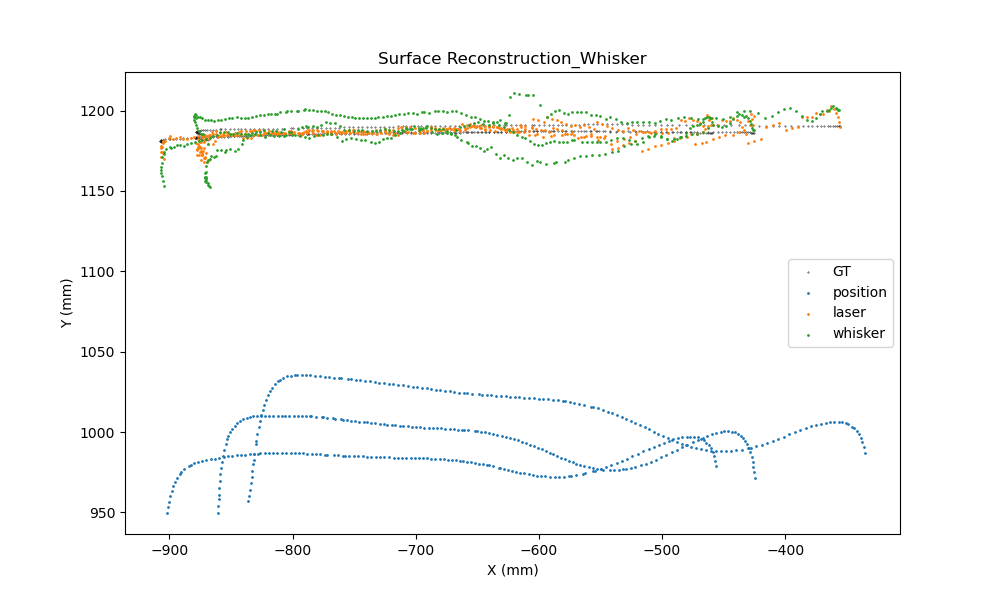 Surface Reconstruction_Whisker
1200
1150
1100
1050
1000
950
Y (mm)
GT
position
laser
whisker
−900
−800
−700
−600
−500
−400
X (mm)